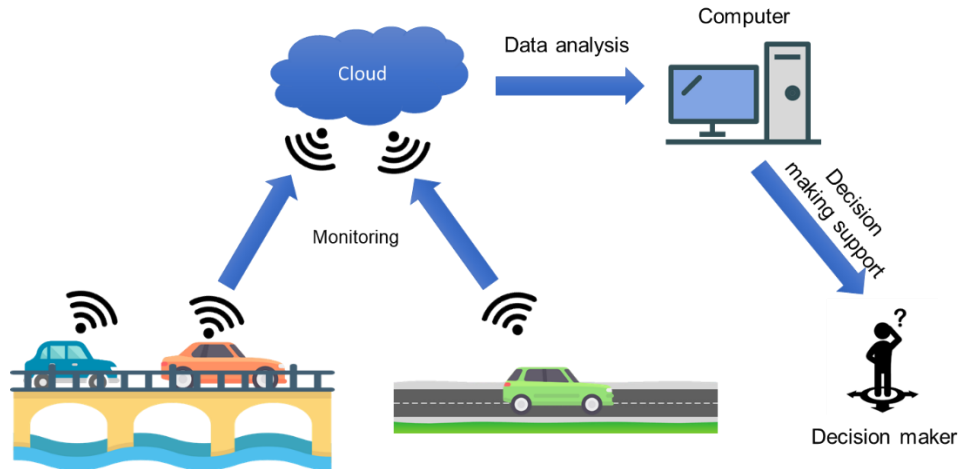 Computer
Cloud
Data analysis
Decision
making support
Monitoring
?
Decision maker